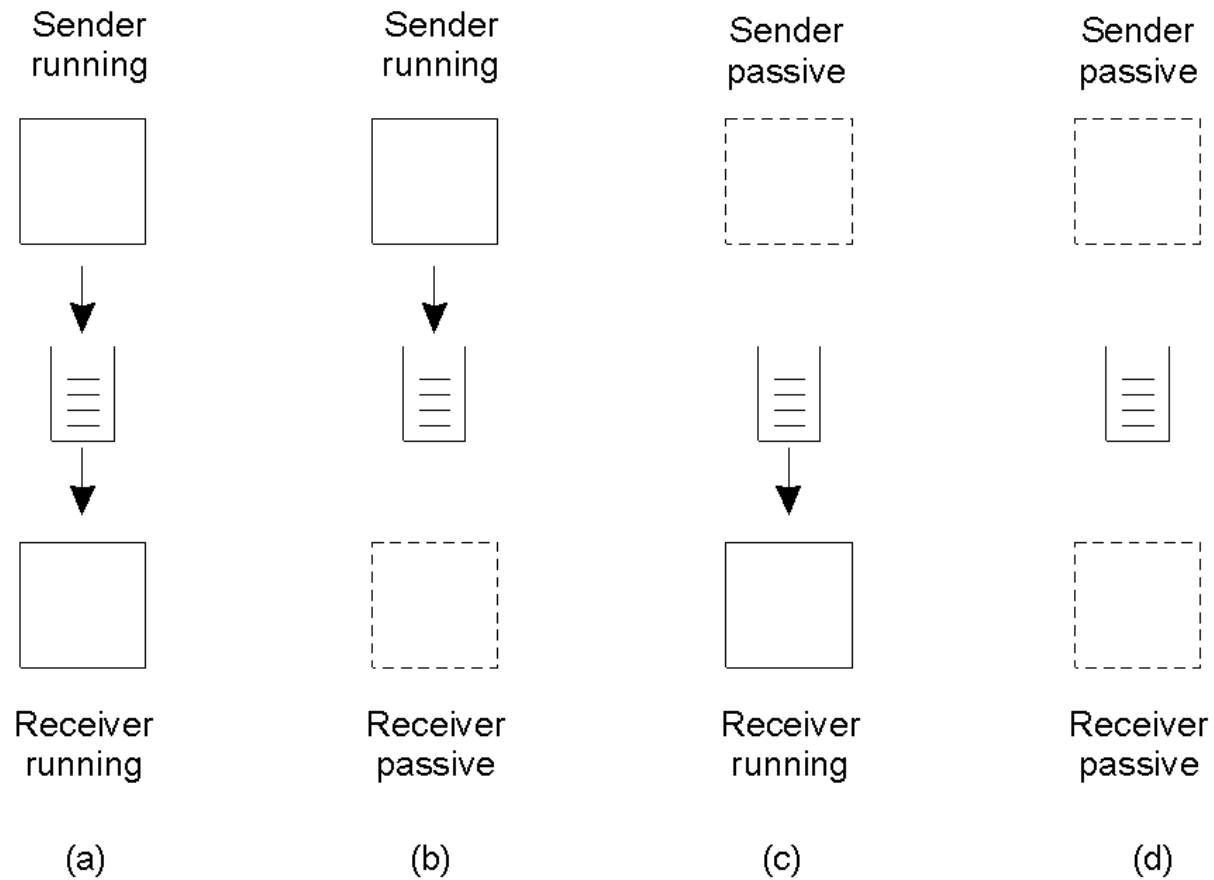 Sender
running
Sender
running
Sender
passive
Sender
passive
Receiver
running
Receiver
passive
Receiver
running
Receiver
passive
(a)
(b)
(c)
(d)